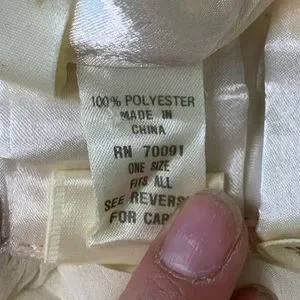 100% POLYESTER
MADE IN
CHINA
RN 70091
ONE SIZE
FITS ALL
SEE REVERS
FOR CAR